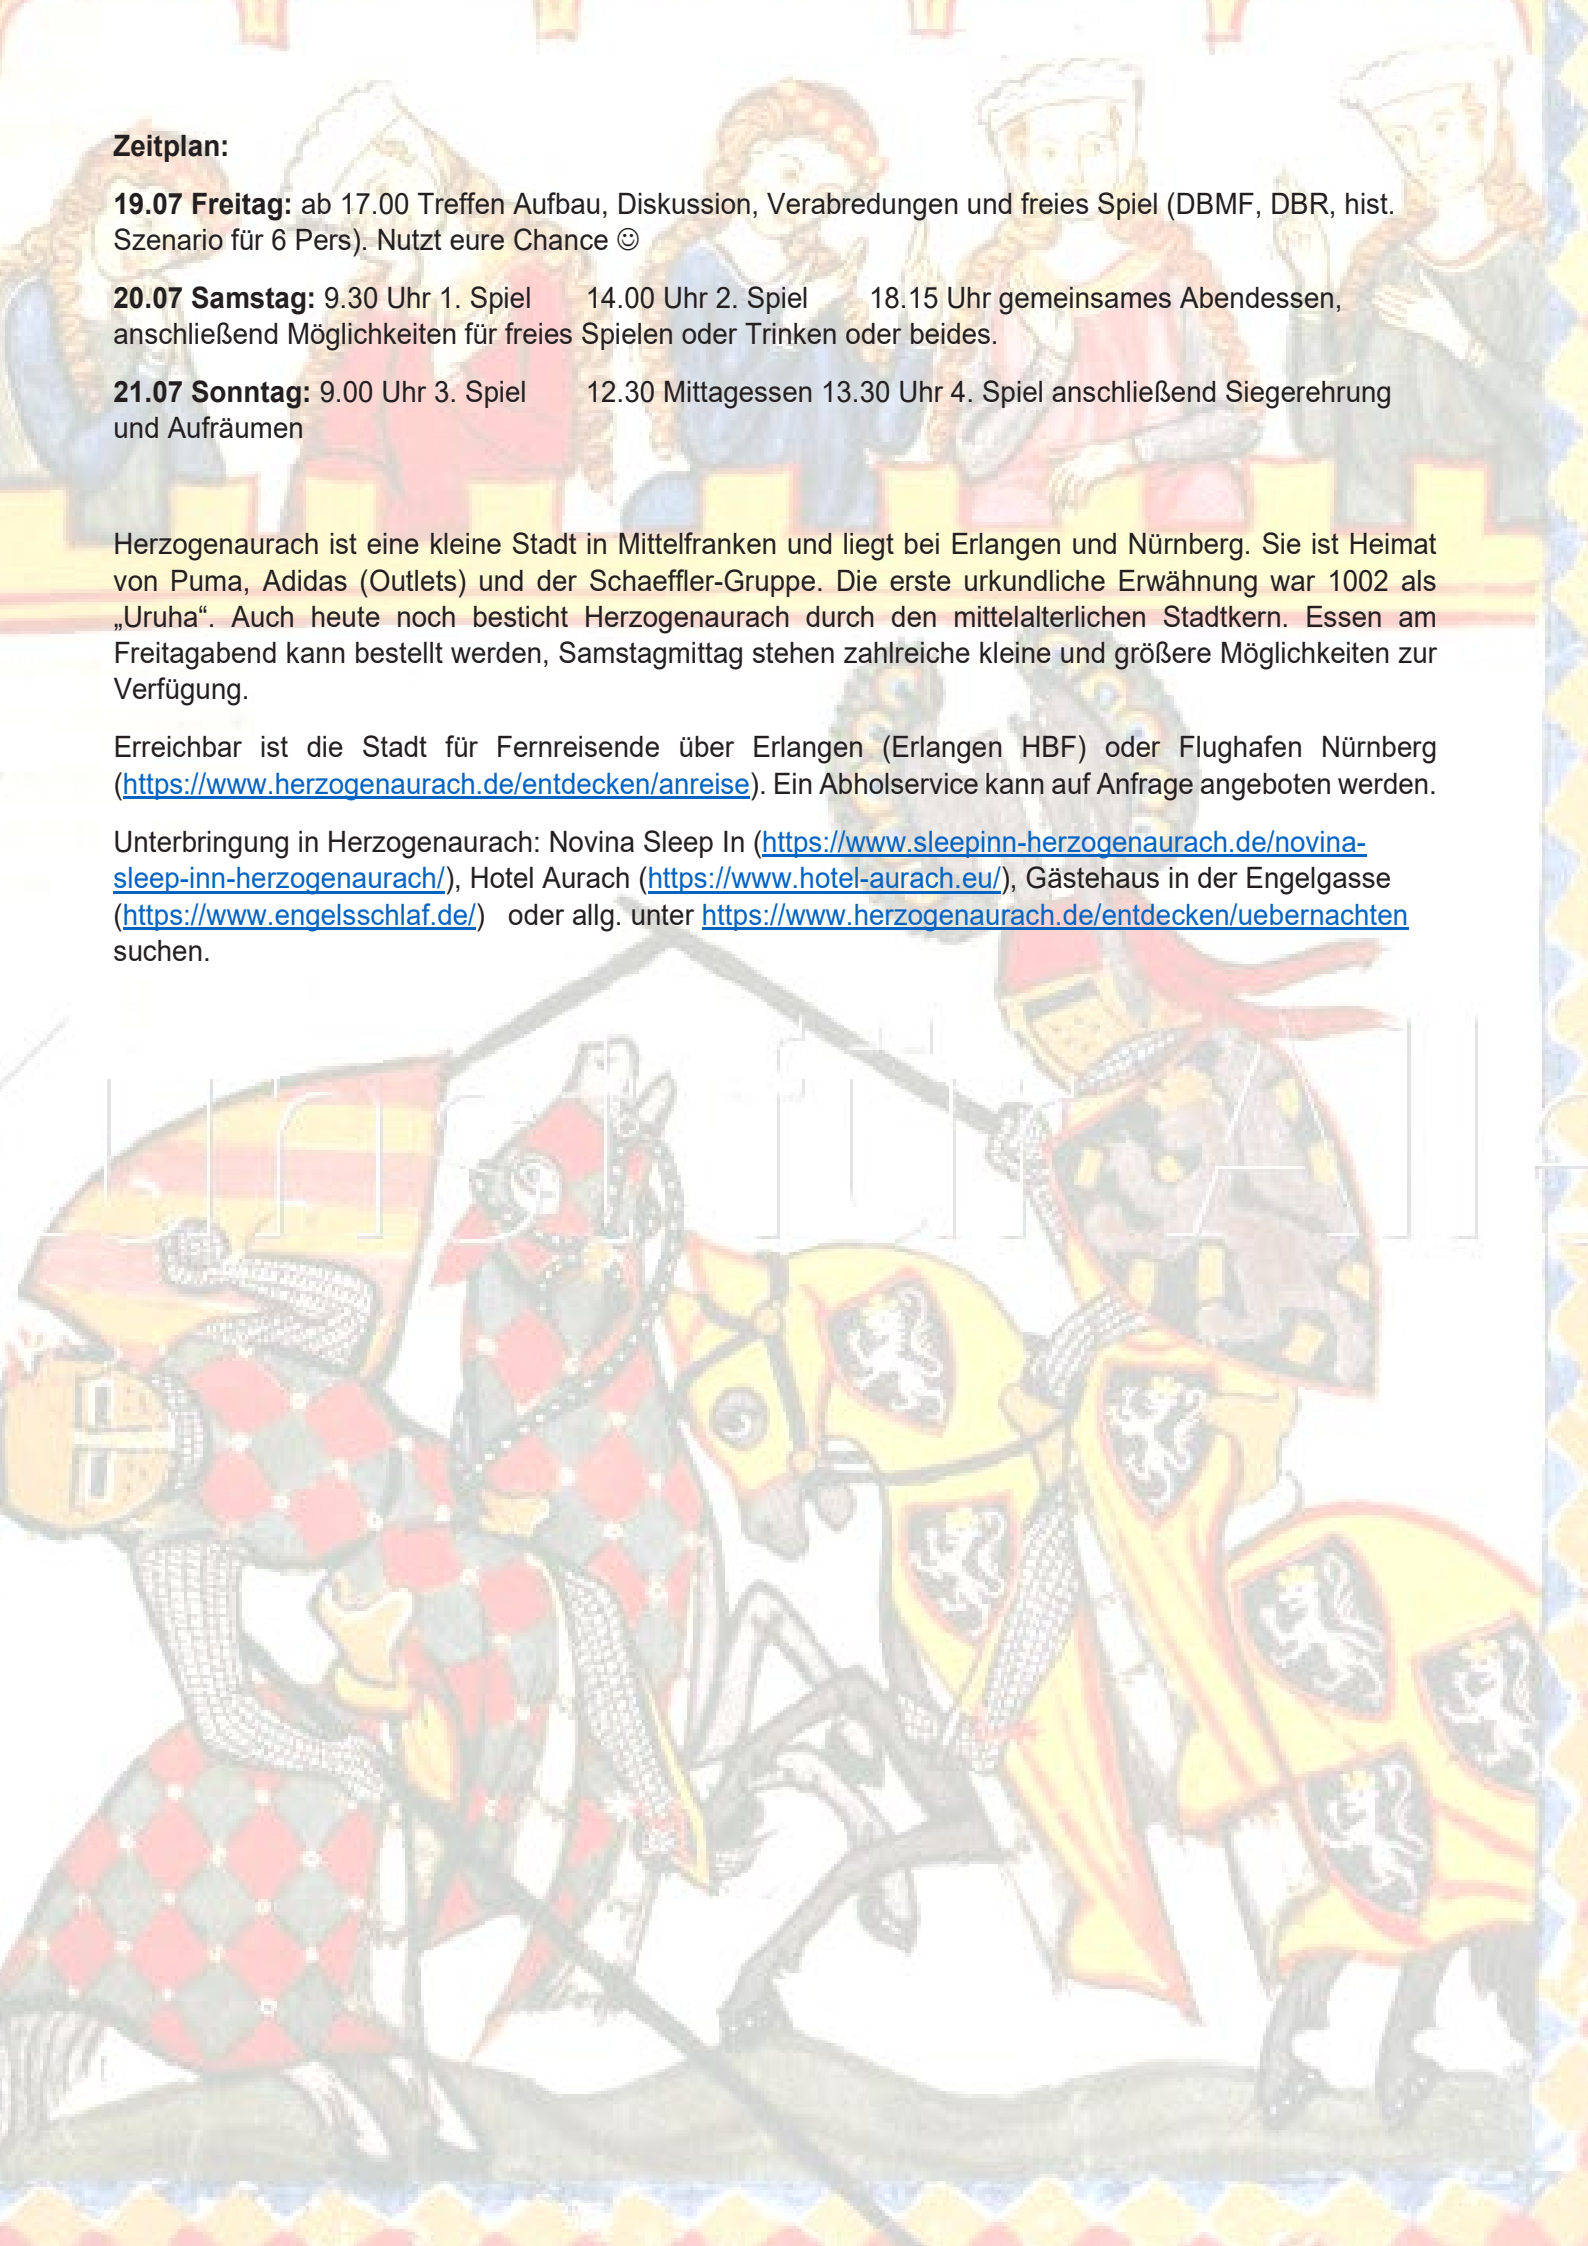 Zeitplan:
19.07 Freitag: ab 17.00 Treffen Aufbau, Diskussion, Verabredungen und freies Spiel (DBMF, DBR, hist.
Szenario für 6 Pers). Nutzt eure Chance ☺
20.07 Samstag: 9.30 Uhr 1. Spiel 14.00 Uhr 2. Spiel 18.15 Uhr gemeinsames Abendessen,
anschließend Möglichkeiten für freies Spielen oder Trinken oder beides.
21.07 Sonntag: 9.00 Uhr 3. Spiel 12.30 Mittagessen 13.30 Uhr 4. Spiel anschließend Siegerehrung
und Aufräumen
Herzogenaurach ist eine kleine Stadt in Mittelfranken und liegt bei Erlangen und Nürnberg. Sie ist Heimat
von Puma, Adidas (Outlets) und der Schaeffler-Gruppe. Die erste urkundliche Erwähnung war 1002 als
„Uruha“. Auch heute noch besticht Herzogenaurach durch den mittelalterlichen Stadtkern. Essen am
Freitagabend kann bestellt werden, Samstagmittag stehen zahlreiche kleine und größere Möglichkeiten zur
Verfügung.
Erreichbar ist die Stadt für Fernreisende über Erlangen (Erlangen HBF) oder Flughafen Nürnberg
(https://www.herzogenaurach.de/entdecken/anreise). Ein Abholservice kann auf Anfrage angeboten werden.
Unterbringung in Herzogenaurach: Novina Sleep In (https://www.sleepinn-herzogenaurach.de/novina-
sleep-inn-herzogenaurach/), Hotel Aurach (https://www.hotel-aurach.eu/), Gästehaus in der Engelgasse
(https://www.engelsschlaf.de/) oder allg. unter https://www.herzogenaurach.de/entdecken/uebernachten
suchen.